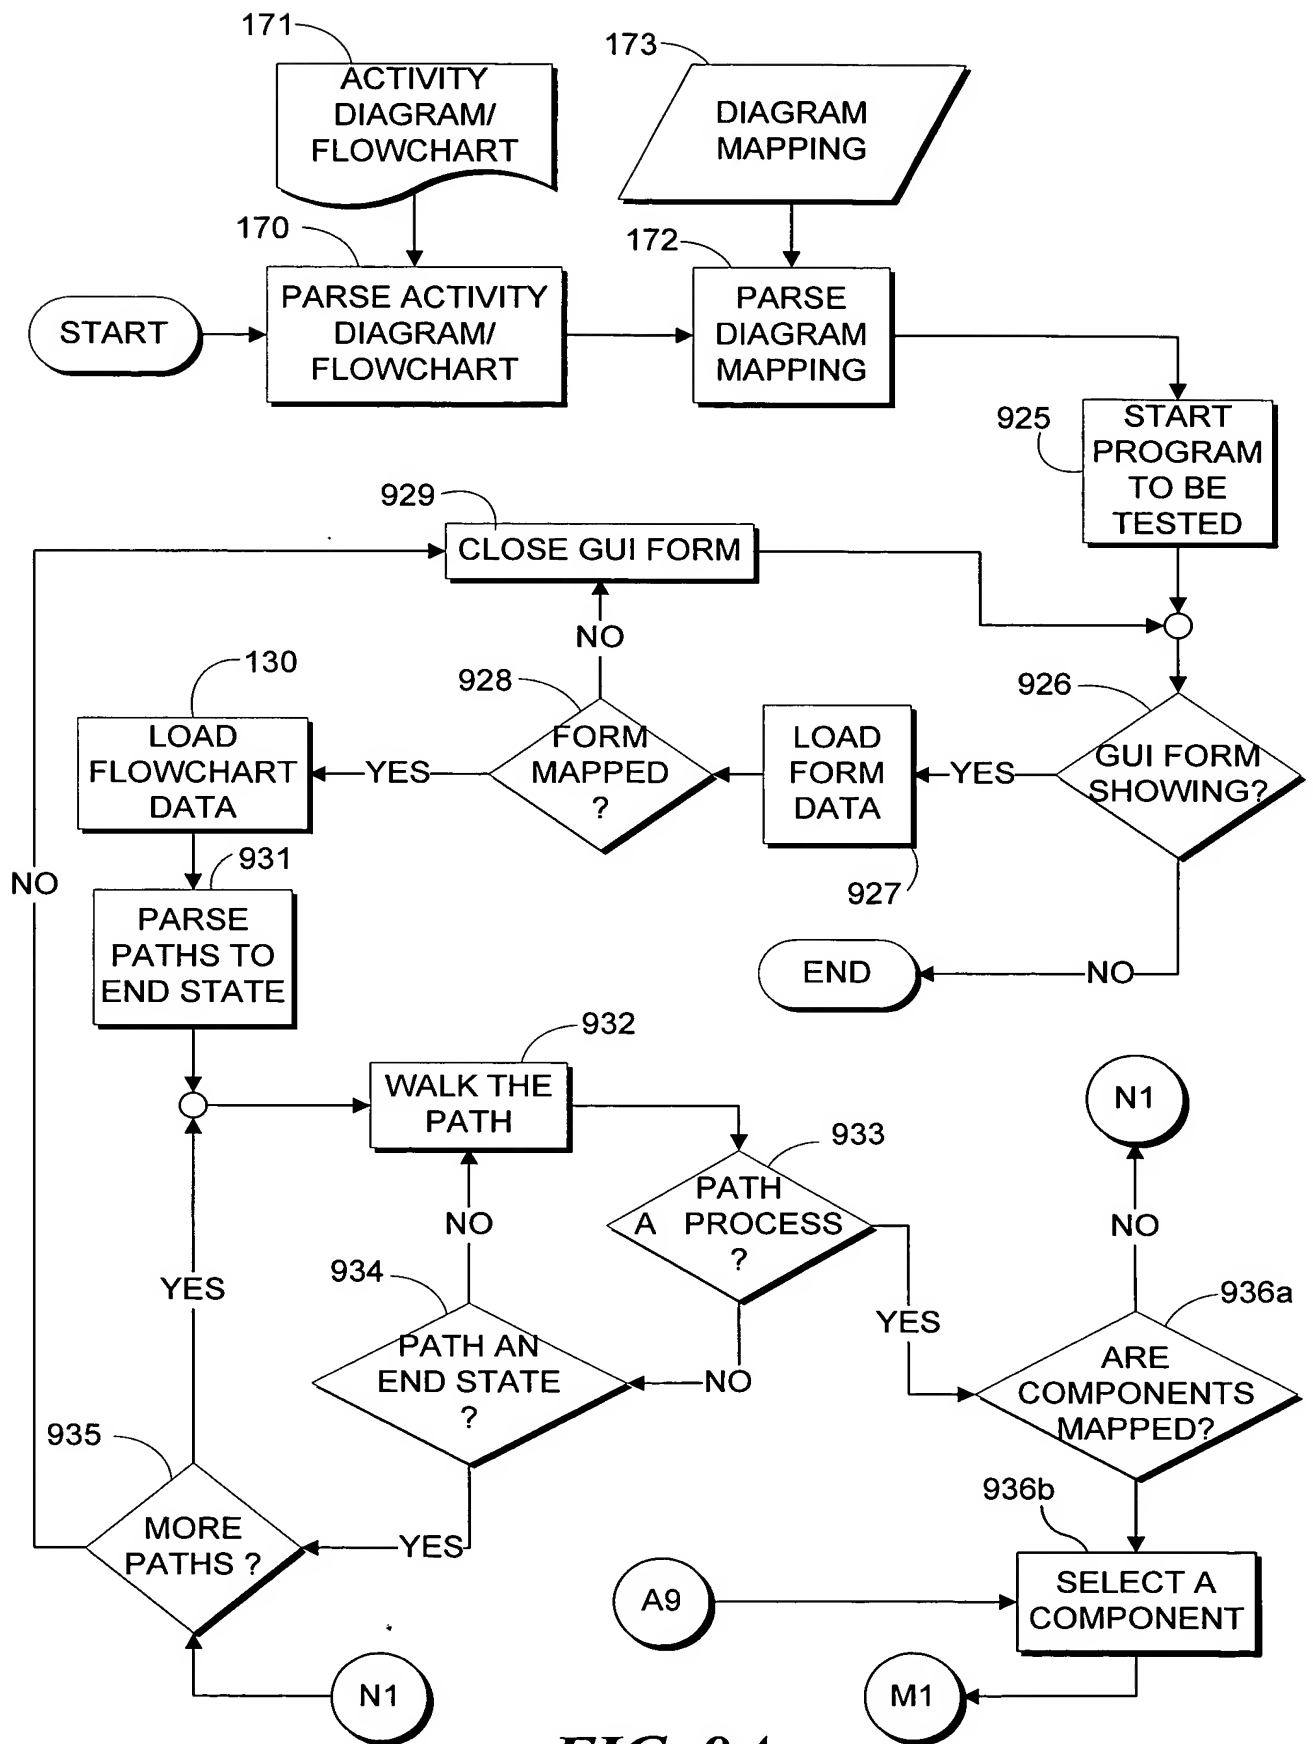 171
ACTIVITY
DIAGRAM/
FLOWCHART
173
DIAGRAM
MAPPING
170
PARSE ACTIVITY
DIAGRAM/
FLOWCHART
172
PARSE
DIAGRAM
MAPPING
START
925
START
PROGRAM
TO BE
TESTED
929
CLOSE GUI FORM
NO
130
LOAD
FLOWCHART
DATA
YES
928
FORM
MAPPED
?
LOAD
FORM
DATA
927
YES
926
GUI FORM
SHOWING?
NO
931
PARSE
PATHS TO
END STATE
END
NO
932
WALK THE
PATH
933
PATH
A PROCESS
?
N1
NO
NO
YES
934
PATH AN
END STATE
?
NO
YES
936a
ARE
COMPONENTS
MAPPED?
935
MORE
PATHS ?
YES
936b
SELECT A
COMPONENT
A9
N1
M1